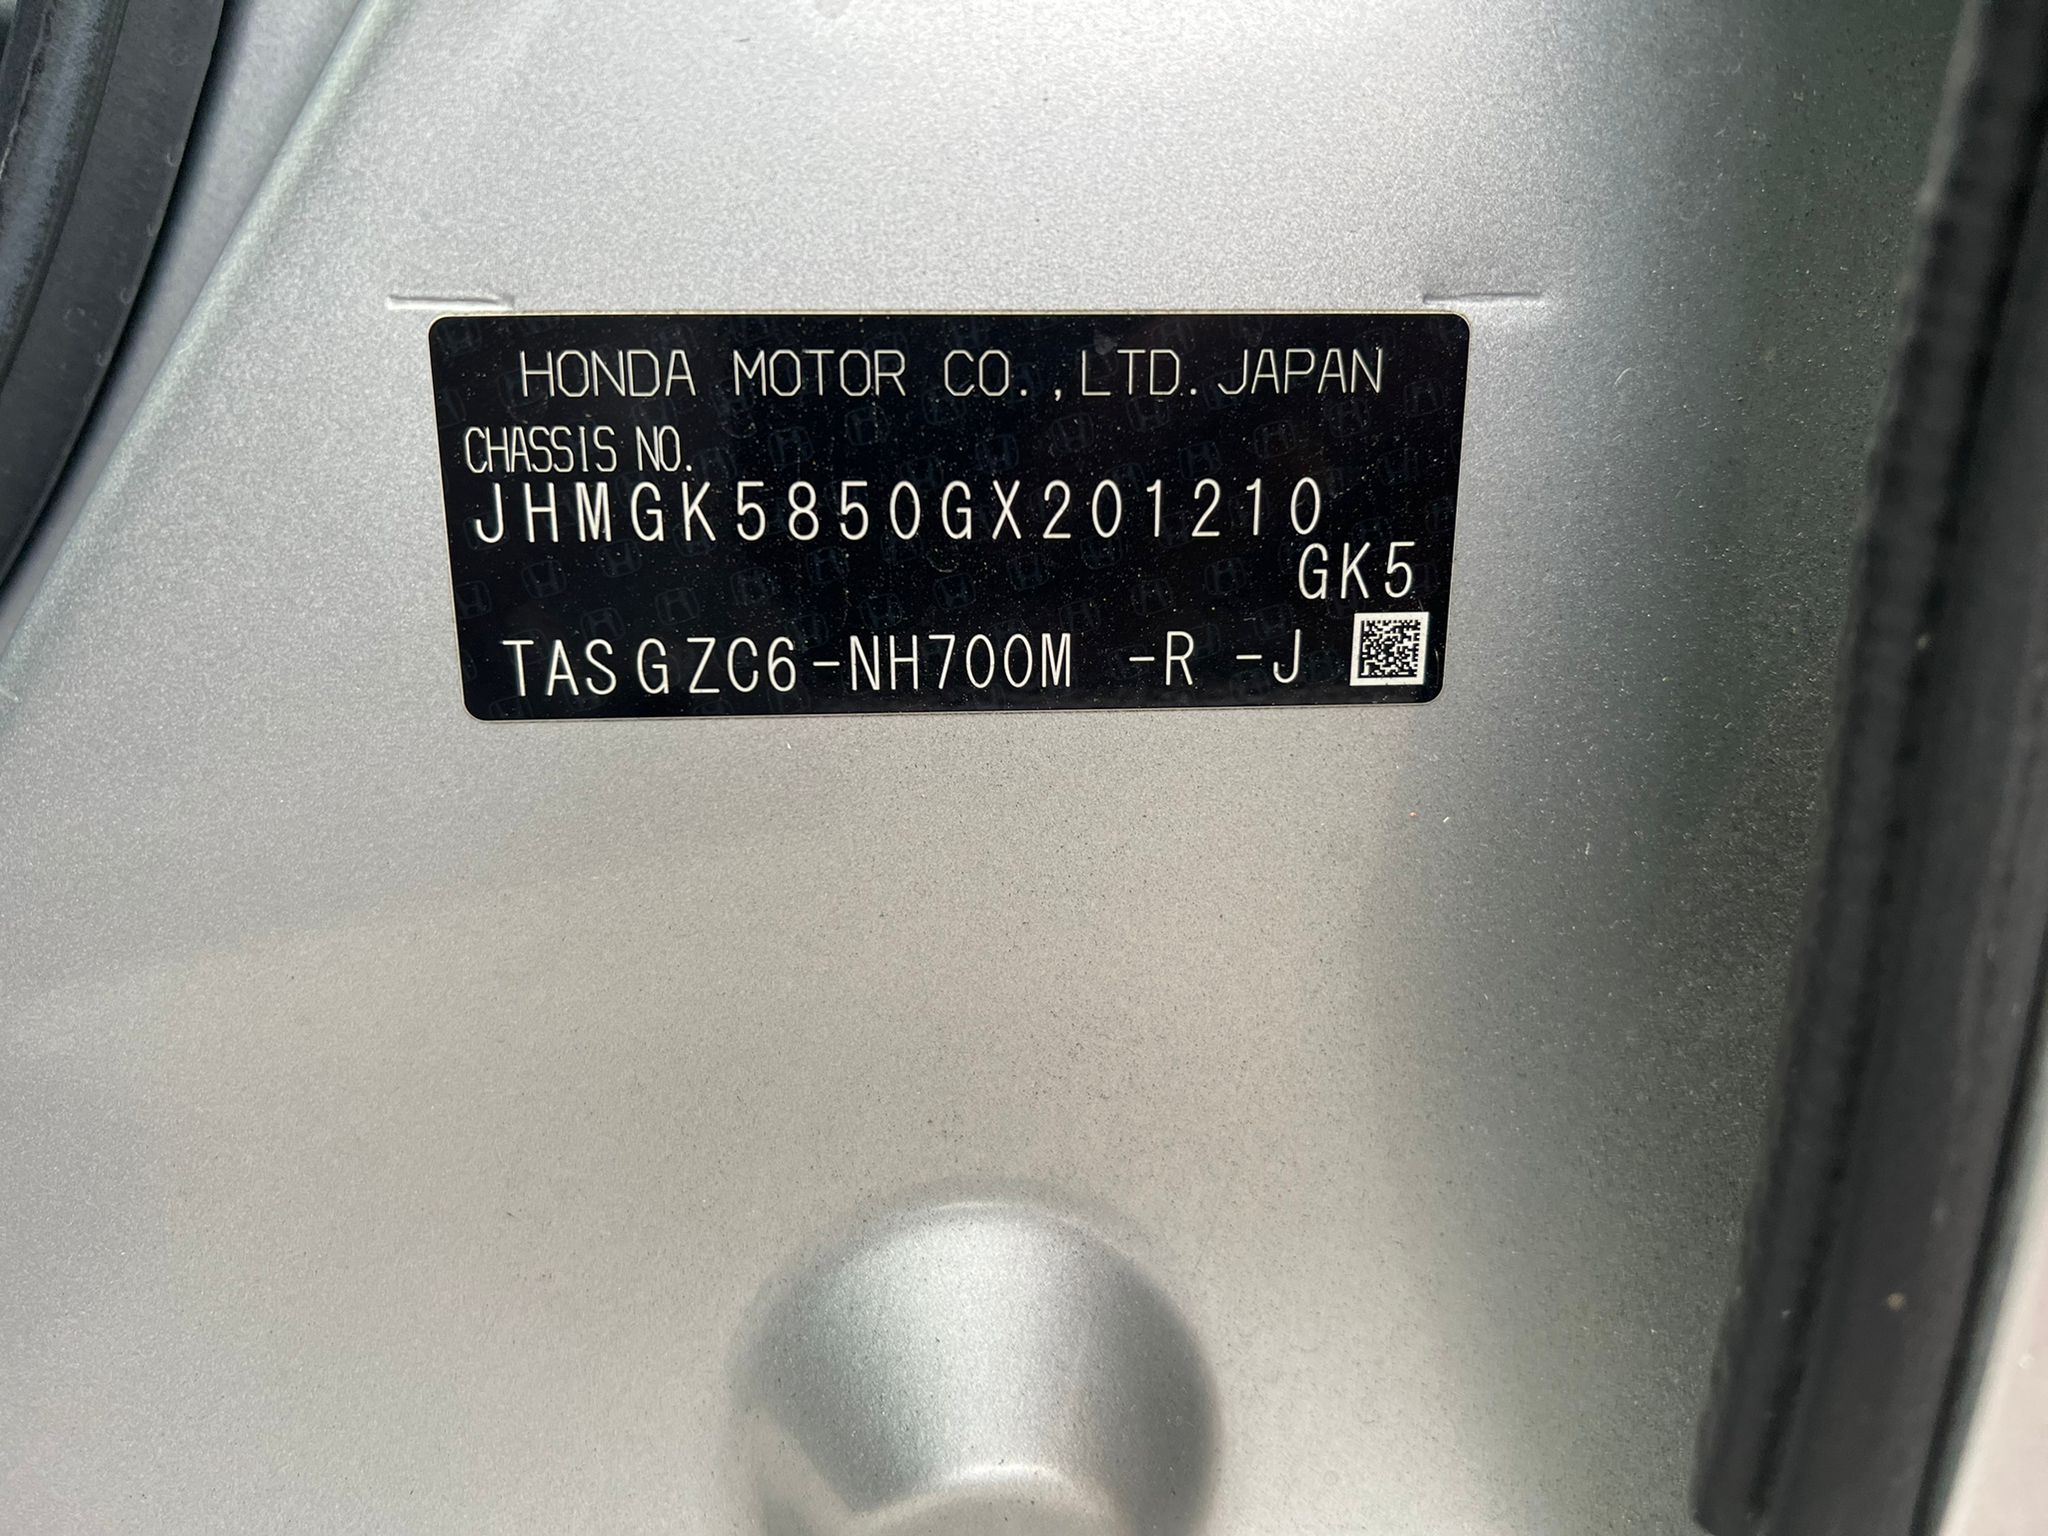 HONDA MOTOR CO.,LTD.JAPAN
CHASSIS NO.
JHMGK5850GX201210
GK5
TASGZC6-NH700M -R -J